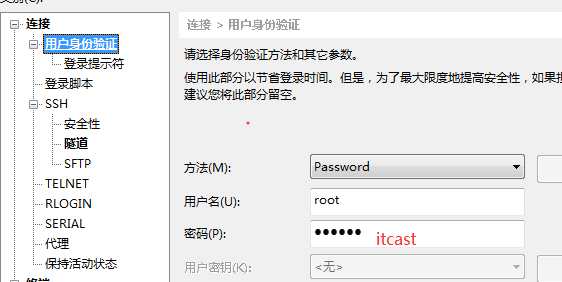 连接
用户身份验证
登录提示符
登录脚本
SSH
安全性
隧道
SFTP
TELNET
RLOGIN
SERIAL
代理
保持活动状态
连接 > 用户身份验证
请选择身份验证方法和其它参数。
使用此部分以节省登录时间。但是，为了最大限度地提高安全性，如果
建议您将此部分留空。
方法(M):
Password
用户名(U):
root
密码(P):
●●●●●●
itcast
用户密钥(K):
<无>